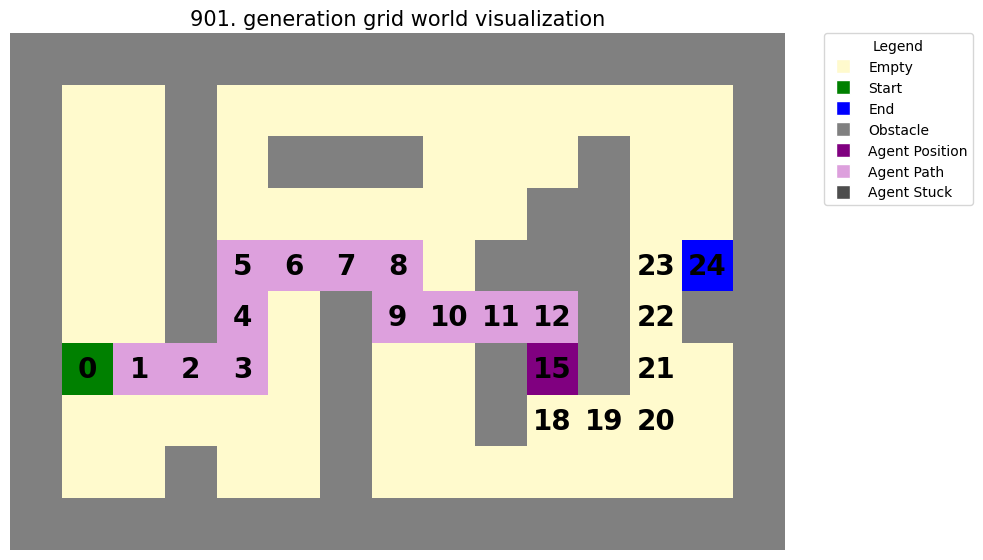 901. generation grid world visualization
Legend
Empty
Start
End
Obstacle
Agent Position
Agent Path
Agent Stuck
5 6 7 8 23 24
4 9 10 11 12 22
0 1 2 3 15 21
18 19 20